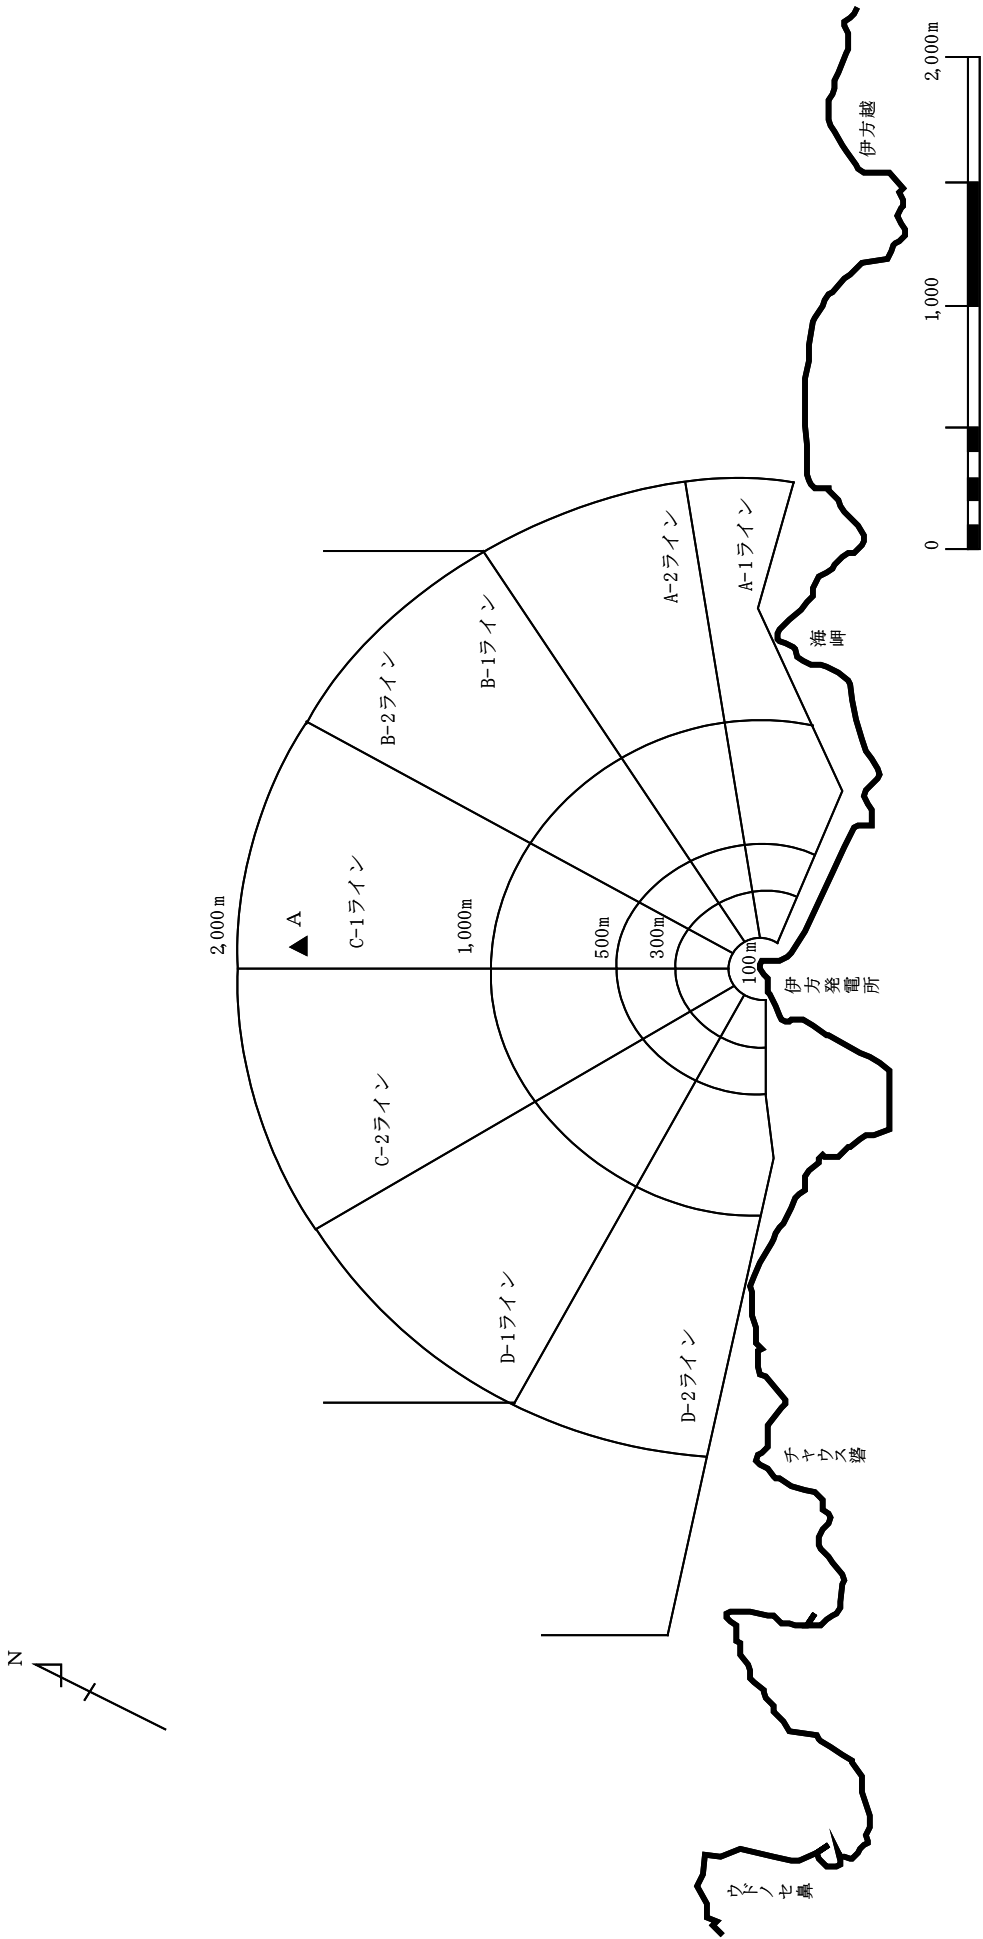 N
2,000m
A
C-1ライン
B-2ライン
B-1ライン
A-2ライン
A-1ライン
C-2ライン
D-1ライン
D-2ライン
1,000m
500m
300m
100m
伊方発電所
海岬
伊方越
チャウス碆
ウドノセ鼻
0
1,000
2,000m